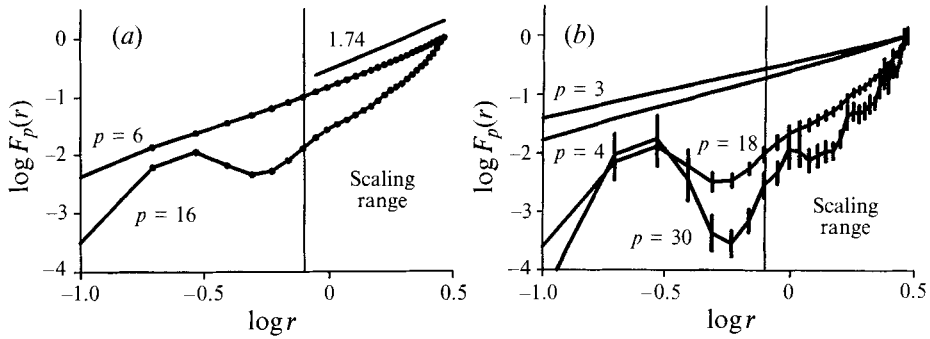 (a)
1.74
p = 6
p = 16
Scaling
range
0
−1
−2
−3
−4
log F_p(r)
−1.0
−0.5
0
0.5
log r
(b)
p = 3
p = 4
p = 18
p = 30
Scaling
range
0
−1
−2
−3
−4
log F_p(r)
−1.0
−0.5
0
0.5
log r